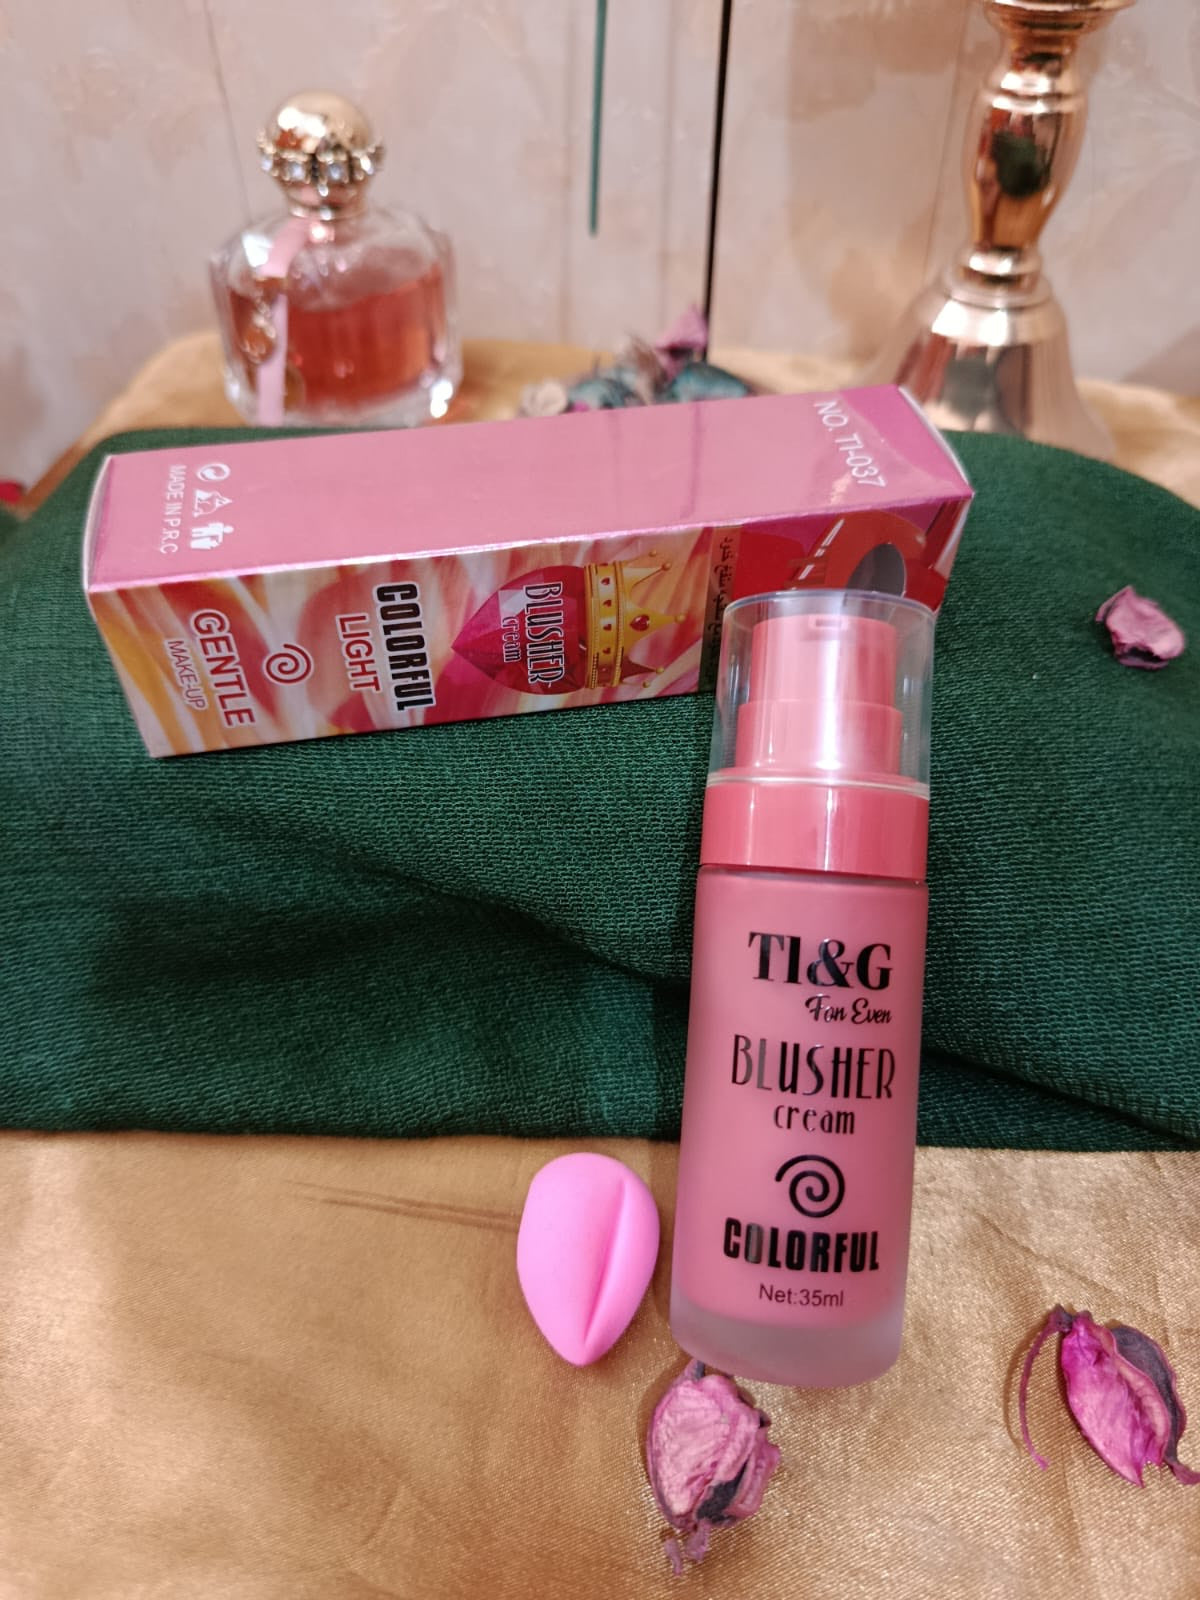 NO. TI-037
MADE IN P.R.C
BLUSHER
cream
COLORFUL
LIGHT
GENTLE
MAKE-UP
TI&G
For Even
BLUSHER
cream
COLORFUL
Net:35ml